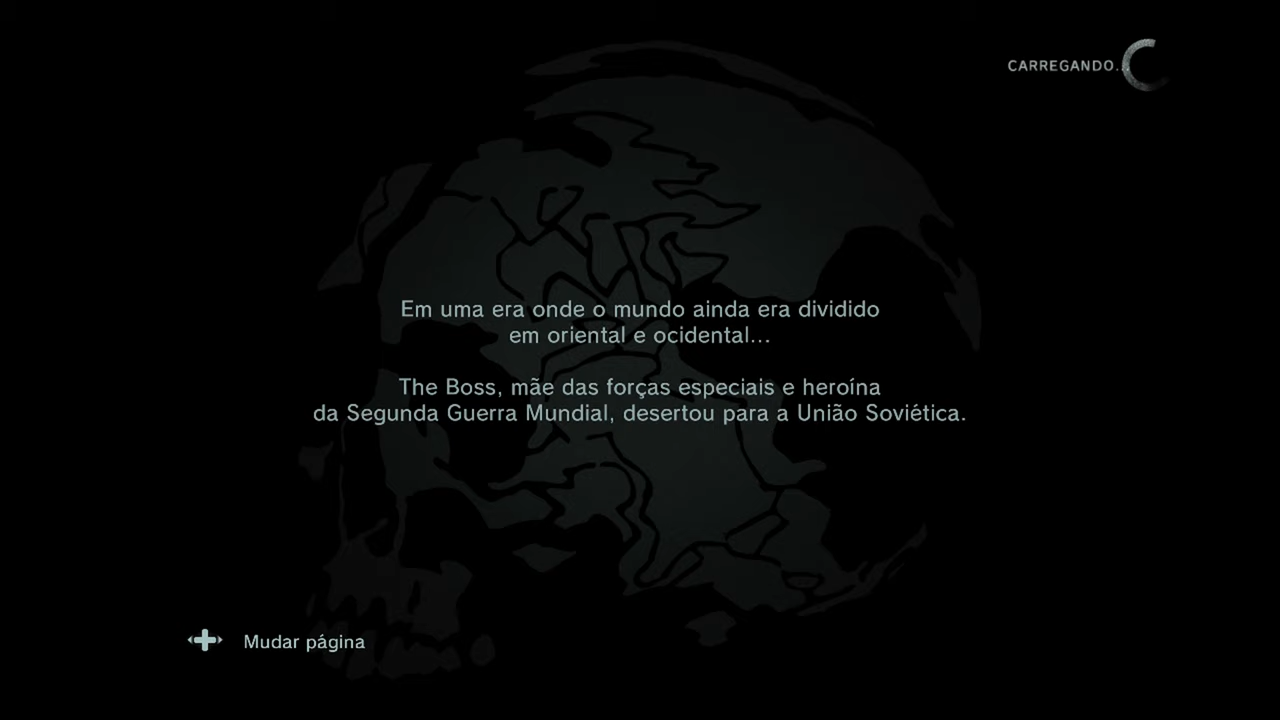 CARREGANDO...
Em uma era onde o mundo ainda era dividido
em oriental e ocidental...
The Boss, mãe das forças especiais e heroína
da Segunda Guerra Mundial, desertou para a União Soviética.
Mudar página